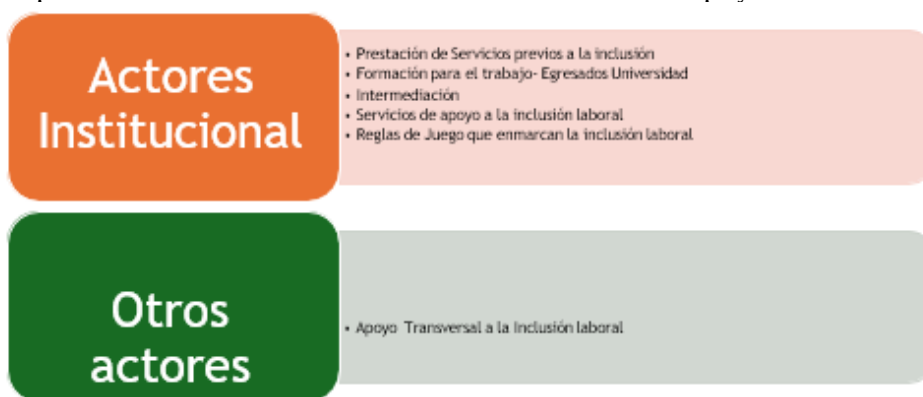 Actores
Institucional
• Prestación de Servicios previos a la inclusión
• Formación para el trabajo- Egresados Universidad
• Intermediación
• Servicios de apoyo a la inclusión laboral
• Reglas de Juego que enmarcan la inclusión laboral
Otros
actores
• Apoyo Transversal a la Inclusión laboral